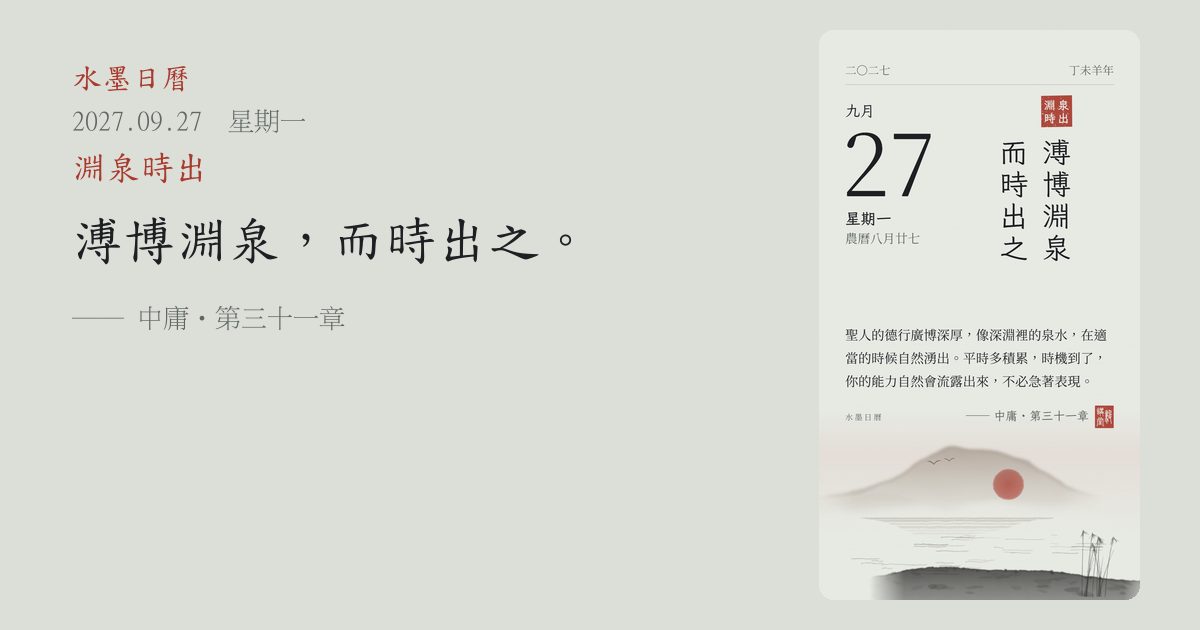 水墨日曆
2027.09.27 星期一
淵泉時出
溥博淵泉，而時出之。
—— 中庸・第三十一章
二〇二七
丁未羊年
九月
27
星期一
農曆八月廿七
淵泉時出
溥博淵泉
而時出之
聖人的德行廣博深厚，像深淵裡的泉水，在適
當的時候自然湧出。平時多積累，時機到了，
你的能力自然會流露出來，不必急著表現。
水墨日曆
—— 中庸・第三十一章